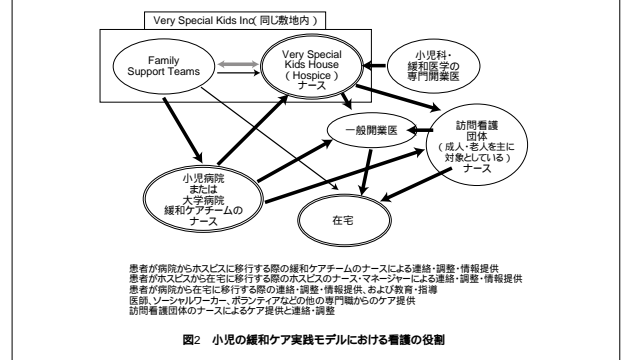 Very Special Kids Inc(同じ敷地内)
Family
Support Teams
Very Special
Kids House
(Hospice)
ナース
小児科・
緩和医学の
専門開業医
一般開業医
訪問看護
団体
(成人・老人を主に
対象としている)
ナース
小児病院
または
大学病院
緩和ケアチームの
ナース
在宅
患者が病院からホスピスに移行する際の緩和ケアチームのナースによる連絡・調整・情報提供
患者がホスピスから在宅に移行する際のホスピスのナース・マネージャーによる連絡・調整・情報提供
患者が病院から在宅に移行する際の連絡・調整・情報提供、および教育・指導
医師、ソーシャルワーカー、ボランティアなどの他の専門職からのケア提供
訪問看護団体のナースによるケア提供と連絡・調整
図2 小児の緩和ケア実践モデルにおける看護の役割